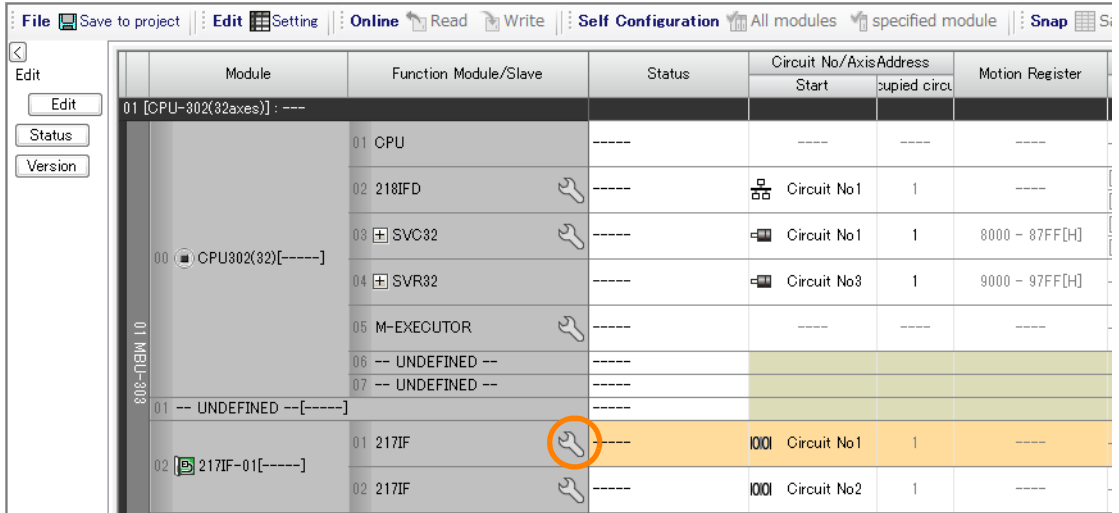 File Save to project Edit Setting Online Read Write Self Configuration All modules specified module Snap
<
Edit
Edit
Status
Version
Module Function Module/Slave Status Circuit No/AxisAddress Motion Register
Start cupied circu
01 [CPU-302(32axes)] : ---
01 MBU-303
00 CPU302(32)[-----]
01 CPU ----- ---- ---- ----
02 218IFD ----- Circuit No1 1 ----
03 + SVC32 ----- Circuit No1 1 8000 - 87FF[H]
04 + SVR32 ----- Circuit No3 1 9000 - 97FF[H]
05 M-EXECUTOR ----- ---- ---- ----
06 -- UNDEFINED -- -----
07 -- UNDEFINED -- -----
01 -- UNDEFINED --[-----] -----
02 217IF-01[-----]
01 217IF ----- Circuit No1 1 ----
02 217IF ----- Circuit No2 1 ----